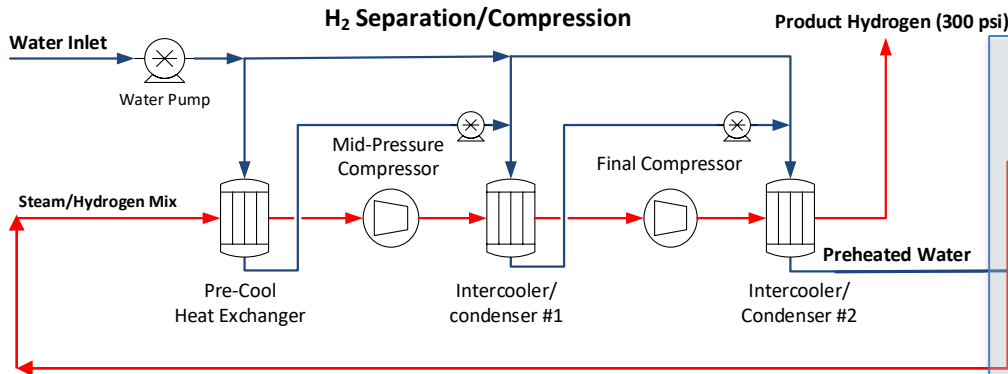 H₂ Separation/Compression
Product Hydrogen (300 psi)
Water Inlet
Water Pump
Mid-Pressure
Compressor
Final Compressor
Steam/Hydrogen Mix
Preheated Water
Pre-Cool
Heat Exchanger
Intercooler/
condenser #1
Intercooler/
Condenser #2